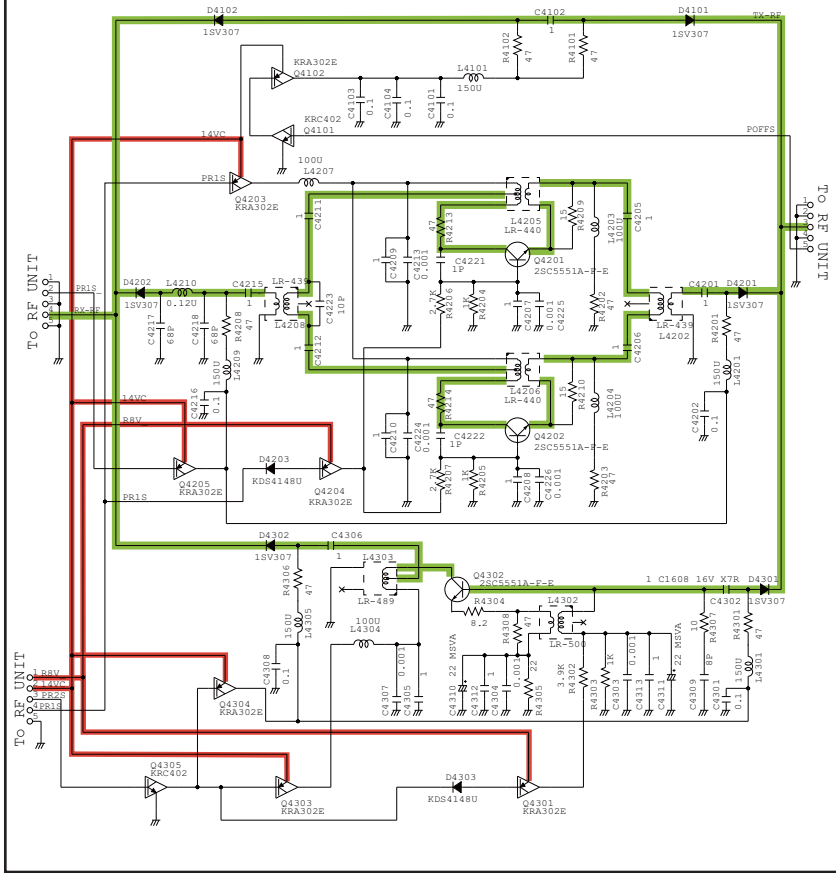 D4102
1SV307
C4102
1
D4101
1SV307
TX-RF
R4102
47
R4101
47
KRA302E
Q4102
L4101
150U
C4103
0.1
C4104
0.1
C4101
0.1
KRC402
Q4101
14VC
POFFS
PR1S
100U
L4207
Q4203
KRA302E
1
C4211
L4205
LR-440
47
R4213
15
R4209
L4203
100U
C4205
1
1
C4209
C4213
0.001
C4221
1P
Q4201
2SC5551A-F-E
TO RF UNIT
1
2
3
4
5
TO RF UNIT
1
2
3
4
5
PR1S
RX-RF
D4202
1SV307
L4210
0.12U
C4215
1
LR-439
L4208
C4223
10P
C4217
68P
C4218
68P
R4208
47
150U
L4209
1
C4212
2.7K
R4206
1K
R4204
1
C4207
0.001
C4225
R4202
47
LR-439
L4202
C4201
1
D4201
1SV307
R4201
47
150U
L4201
C4206
1
C4216
0.1
L4206
LR-440
47
R4214
15
R4210
L4204
100U
C4202
0.1
14VC
R8V
1
C4210
C4224
0.001
C4222
1P
Q4202
2SC5551A-F-E
Q4205
KRA302E
D4203
KDS4148U
Q4204
KRA302E
2.7K
R4207
1K
R4205
1
C4208
C4226
0.001
R4203
47
PR1S
D4302
1SV307
C4306
1
L4303
LR-489
Q4302
2SC5551A-F-E
R4306
47
150U
L4305
100U
L4304
R4304
8.2
R4308
47
L4302
LR-500
1 C1608 16V X7R
C4302
D4301
1SV307
10
R4307
R4301
47
C4308
0.1
0.001
C4307
1
C4305
22 MSVA
C4310
1
C4312
0.001
C4304
22
R4305
3.9K
R4302
1K
R4303
0.001
C4303
1
C4313
22 MSVA
C4311
8P
C4309
150U
L4301
C4301
0.1
TO RF UNIT
1
2
3
4
5
R8V
14VC
PR2S
PR1S
Q4304
KRA302E
Q4305
KRC402
Q4303
KRA302E
D4303
KDS4148U
Q4301
KRA302E